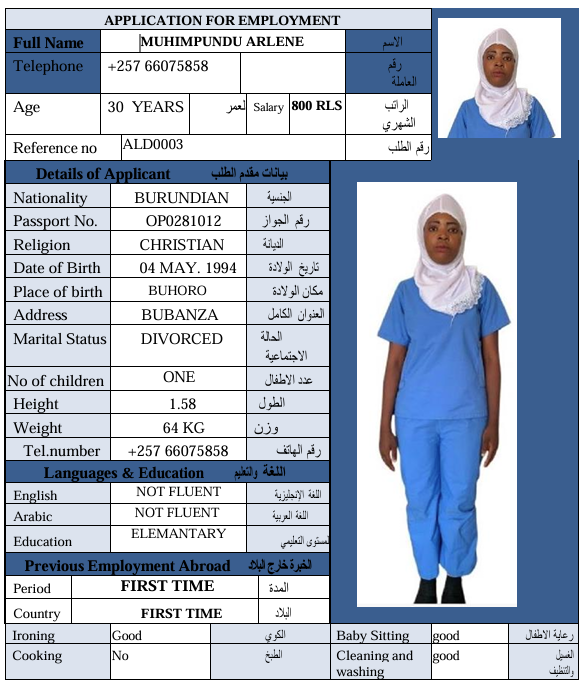 APPLICATION FOR EMPLOYMENT
Full Name MUHIMPUNDU ARLENE الاسم
Telephone +257 66075858 رقم العاملة
Age 30 YEARS لعمر Salary 800 RLS الراتب الشهري
Reference no ALD0003 رقم الطلب
Details of Applicant بيانات مقدم الطلب
Nationality BURUNDIAN الجنسية
Passport No. OP0281012 رقم الجواز
Religion CHRISTIAN الديانة
Date of Birth 04 MAY. 1994 تاريخ الولادة
Place of birth BUHORO مكان الولادة
Address BUBANZA العنوان الكامل
Marital Status DIVORCED الحالة الاجتماعية
No of children ONE عدد الاطفال
Height 1.58 الطول
Weight 64 KG وزن
Tel.number +257 66075858 رقم الهاتف
Languages & Education اللغة والتعليم
English NOT FLUENT اللغة الإنجليزية
Arabic NOT FLUENT اللغة العربية
Education ELEMANTARY لمستوى التعليمي
Previous Employment Abroad الخبرة خارج البلاد
Period FIRST TIME المدة
Country FIRST TIME البلاد
Ironing Good الكوي Baby Sitting good رعاية الاطفال
Cooking No الطبخ Cleaning and washing good الغسيل والتنظيف